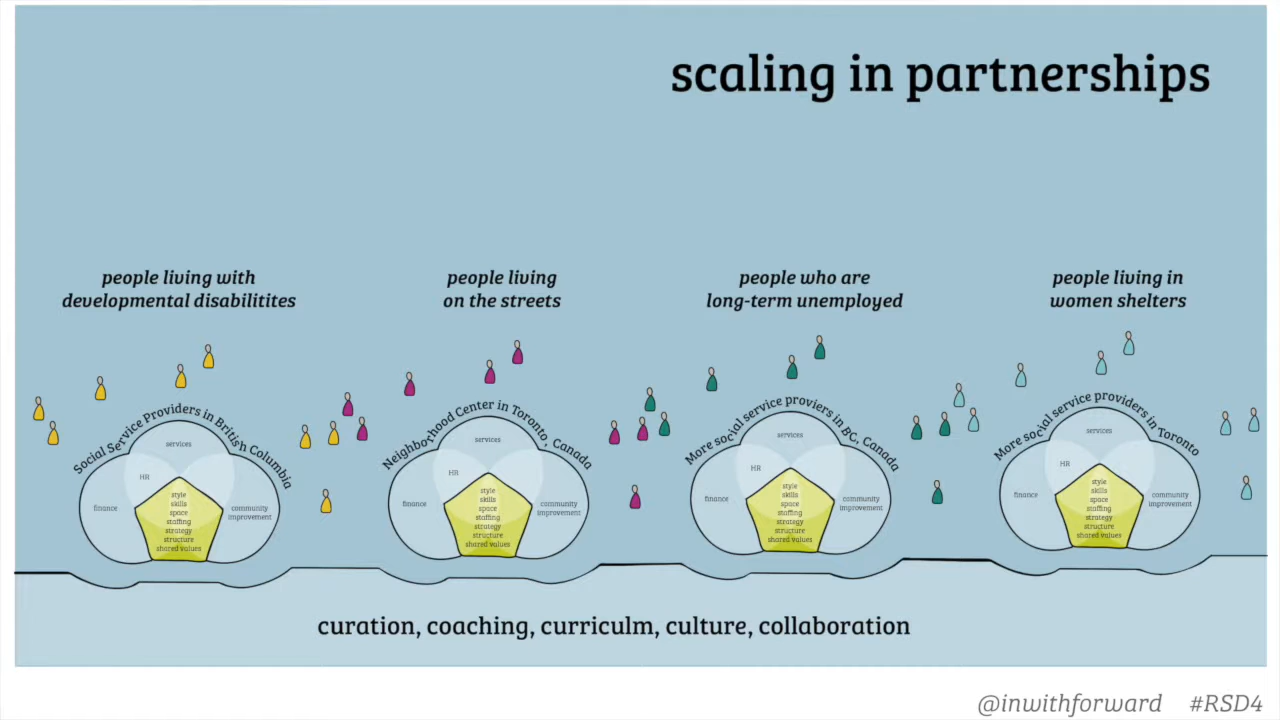 scaling in partnerships
people living with
developmental disabilitites
people living
on the streets
people who are
long-term unemployed
people living in
women shelters
Social Service Providers in British Columbia
services
HR
finance
community
improvement
style
skills
space
staffing
strategy
structure
shared values
Neighborhood Center in Toronto, Canada
services
HR
finance
community
improvement
style
skills
space
staffing
strategy
structure
shared values
More social service proviers in BC, Canada
services
HR
finance
community
improvement
style
skills
space
staffing
strategy
structure
shared values
More social service providers in Toronto
services
HR
finance
community
improvement
style
skills
space
staffing
strategy
structure
shared values
curation, coaching, curriculm, culture, collaboration
@inwithforward #RSD4